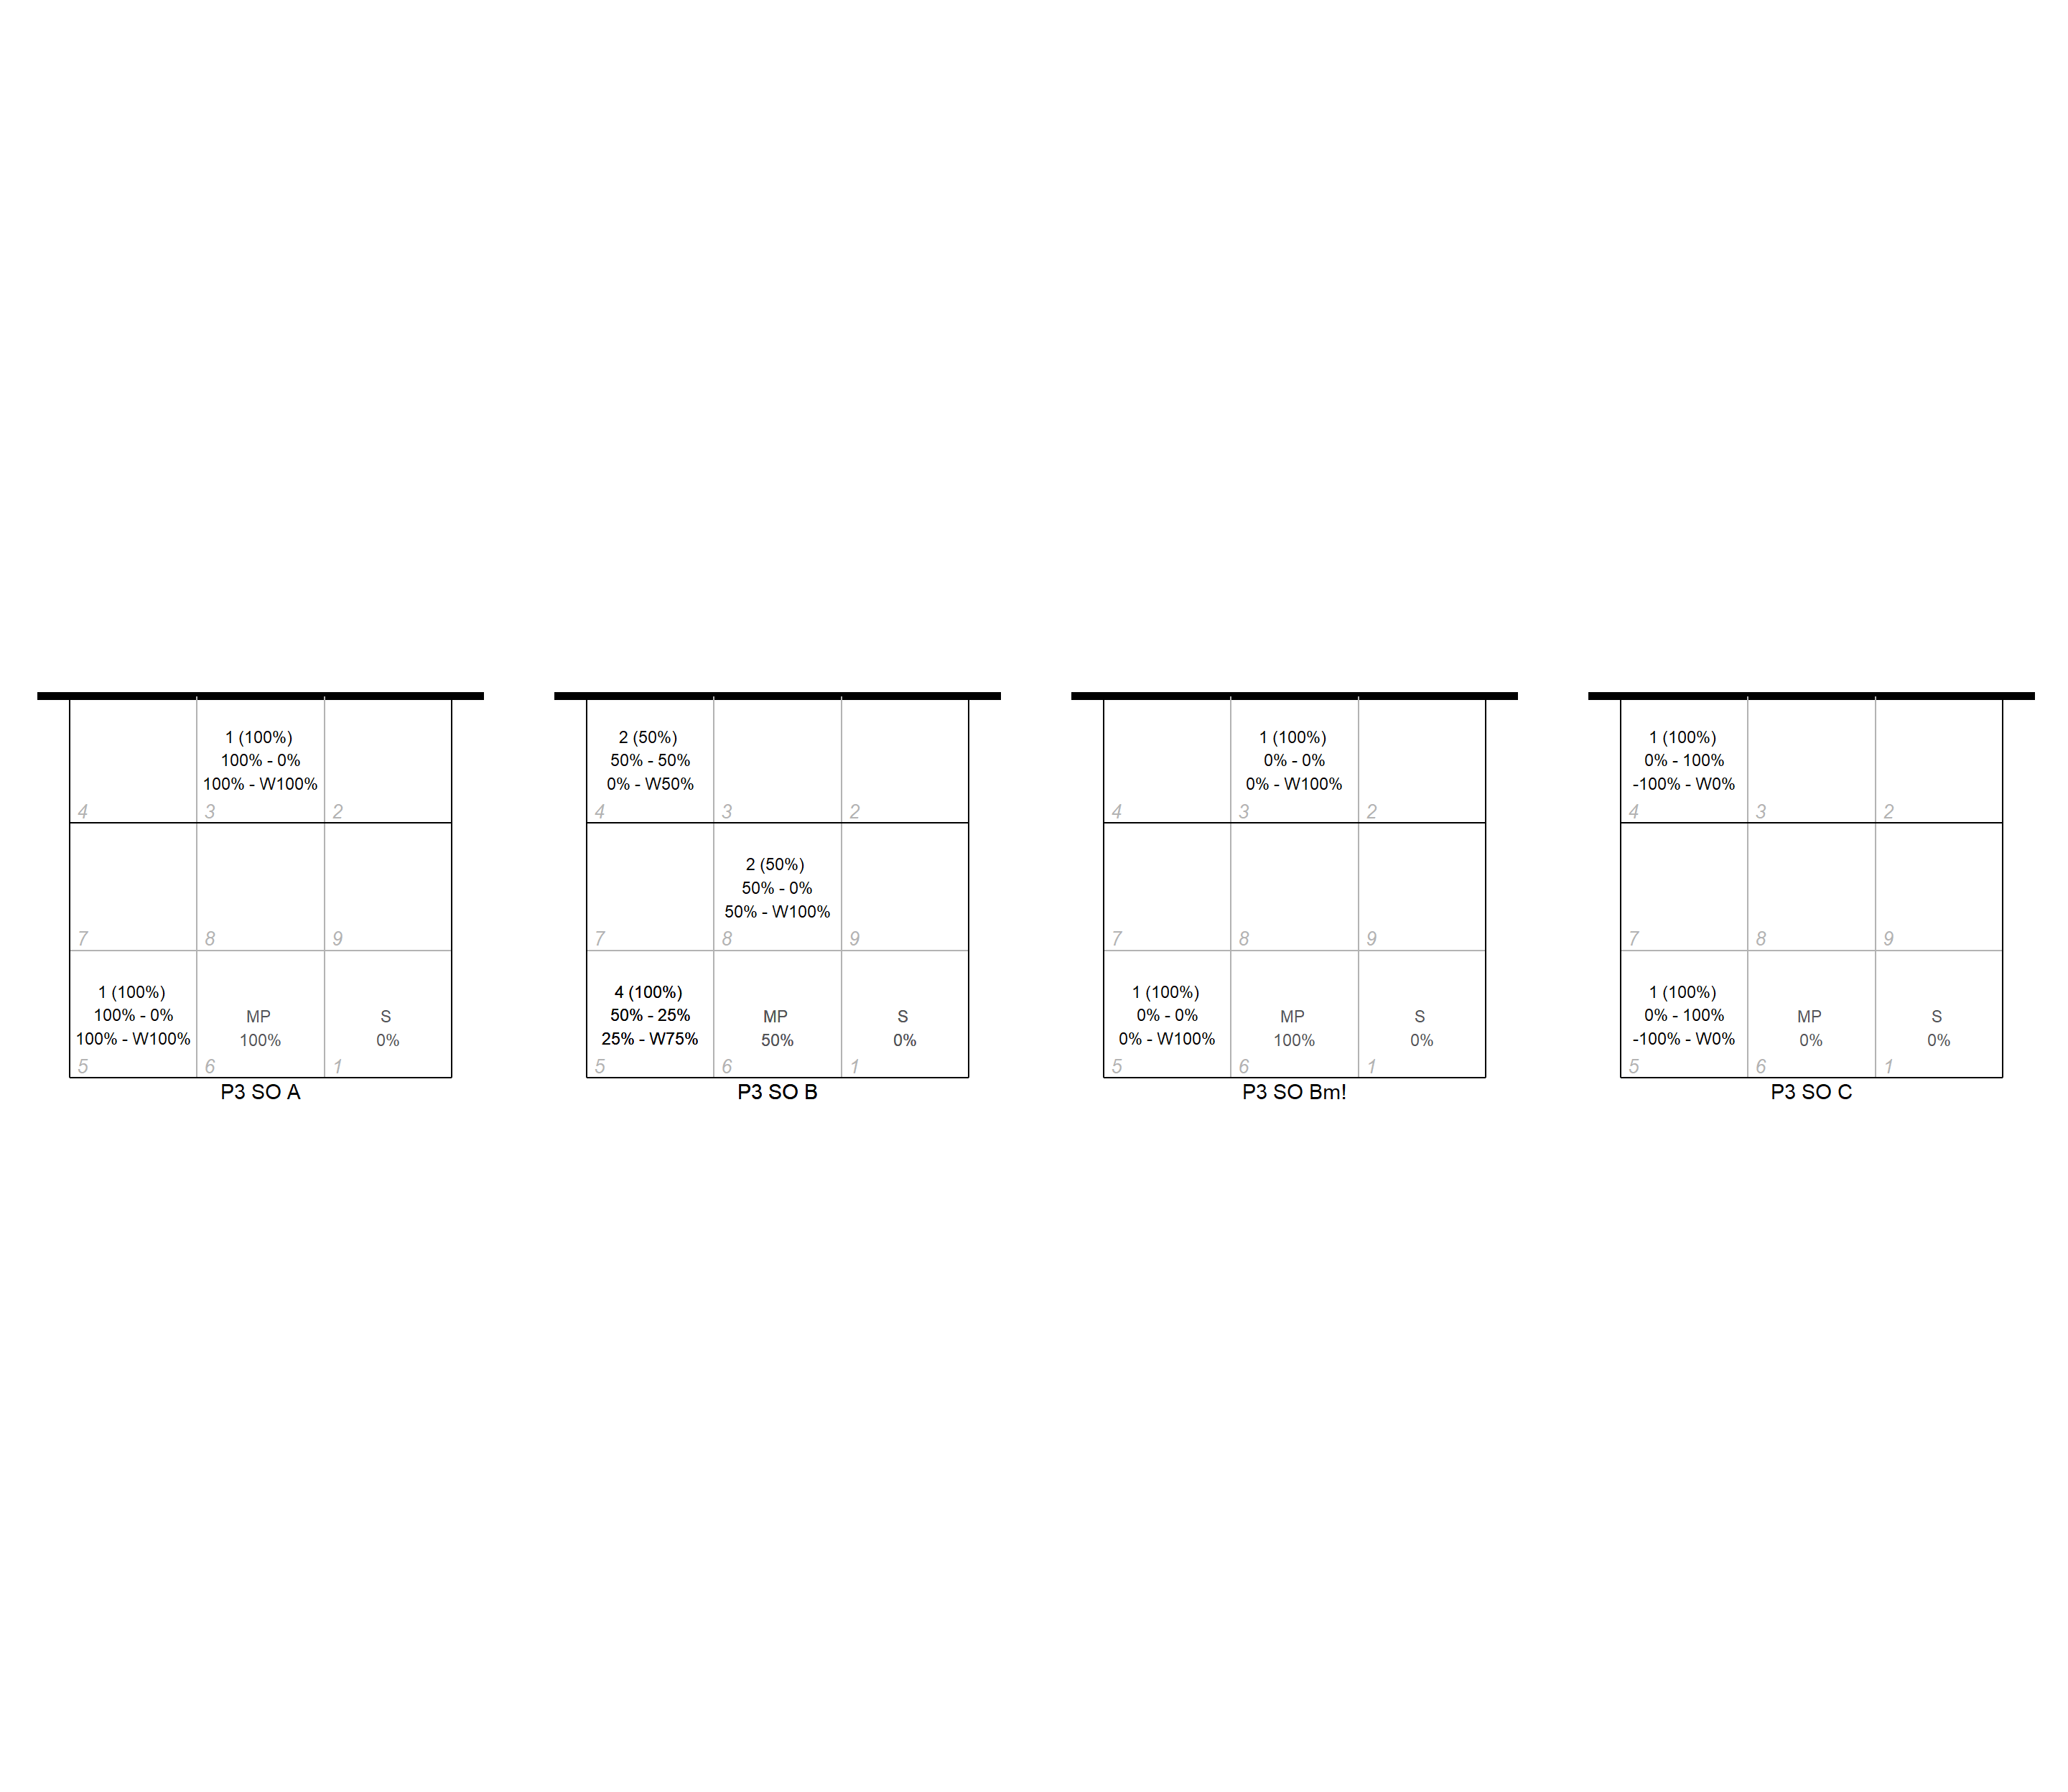 1 (100%)
100% - 0%
100% - W100%
4
3
2
7
8
9
1 (100%)
100% - 0%
100% - W100%
MP
100%
S
0%
5
6
1
P3 SO A
2 (50%)
50% - 50%
0% - W50%
4
3
2
2 (50%)
50% - 0%
50% - W100%
7
8
9
4 (100%)
50% - 25%
25% - W75%
MP
50%
S
0%
5
6
1
P3 SO B
1 (100%)
0% - 0%
0% - W100%
4
3
2
7
8
9
1 (100%)
0% - 0%
0% - W100%
MP
100%
S
0%
5
6
1
P3 SO Bm!
1 (100%)
0% - 100%
-100% - W0%
4
3
2
7
8
9
1 (100%)
0% - 100%
-100% - W0%
MP
0%
S
0%
5
6
1
P3 SO C